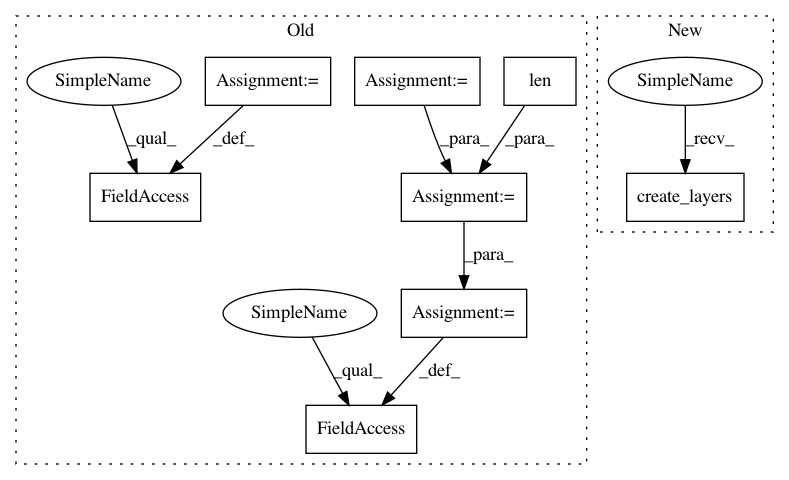 Old
New
SimpleName
Assignment:=
Assignment:=
len
SimpleName
_qual_
_def_
_para_
_para_
_recv_
FieldAccess
Assignment:=
create_layers
_para_
SimpleName
Assignment:=
_qual_
_def_
FieldAccess